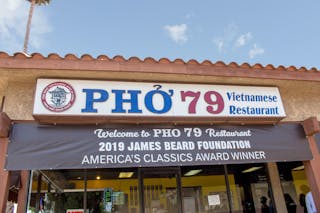 PHỞ 79
Vietnamese
Restaurant
Welcome to PHO 79 Restaurant
2019 JAMES BEARD FOUNDATION
AMERICA'S CLASSICS AWARD WINNER